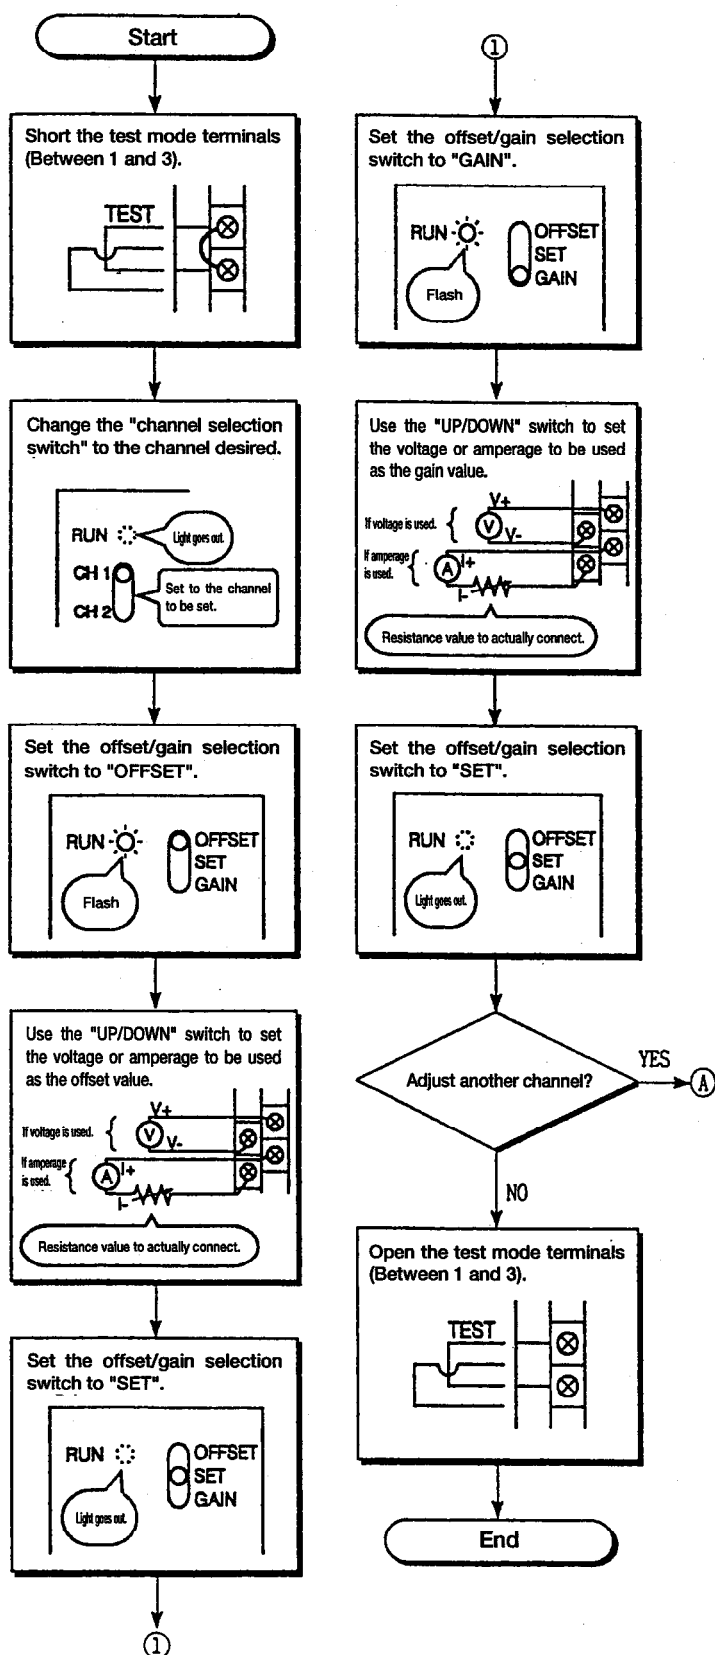 Start
Short the test mode terminals
(Between 1 and 3).
TEST
Change the "channel selection
switch" to the channel desired.
RUN
Light goes out.
CH 1
Set to the channel
to be set.
CH 2
Set the offset/gain selection
switch to "OFFSET".
RUN
OFFSET
SET
GAIN
Flash
Use the "UP/DOWN" switch to set
the voltage or amperage to be used
as the offset value.
V+
If voltage is used.
V
V-
If amperage
is used.
A
I+
I-
Resistance value to actually connect.
Set the offset/gain selection
switch to "SET".
RUN
OFFSET
SET
GAIN
Light goes out.
1
1
Set the offset/gain selection
switch to "GAIN".
RUN
OFFSET
SET
GAIN
Flash
Use the "UP/DOWN" switch to set
the voltage or amperage to be used
as the gain value.
V+
If voltage is used.
V
V-
If amperage
is used.
A
I+
I-
Resistance value to actually connect.
Set the offset/gain selection
switch to "SET".
RUN
OFFSET
SET
GAIN
Light goes out.
Adjust another channel?
YES
A
NO
Open the test mode terminals
(Between 1 and 3).
TEST
End